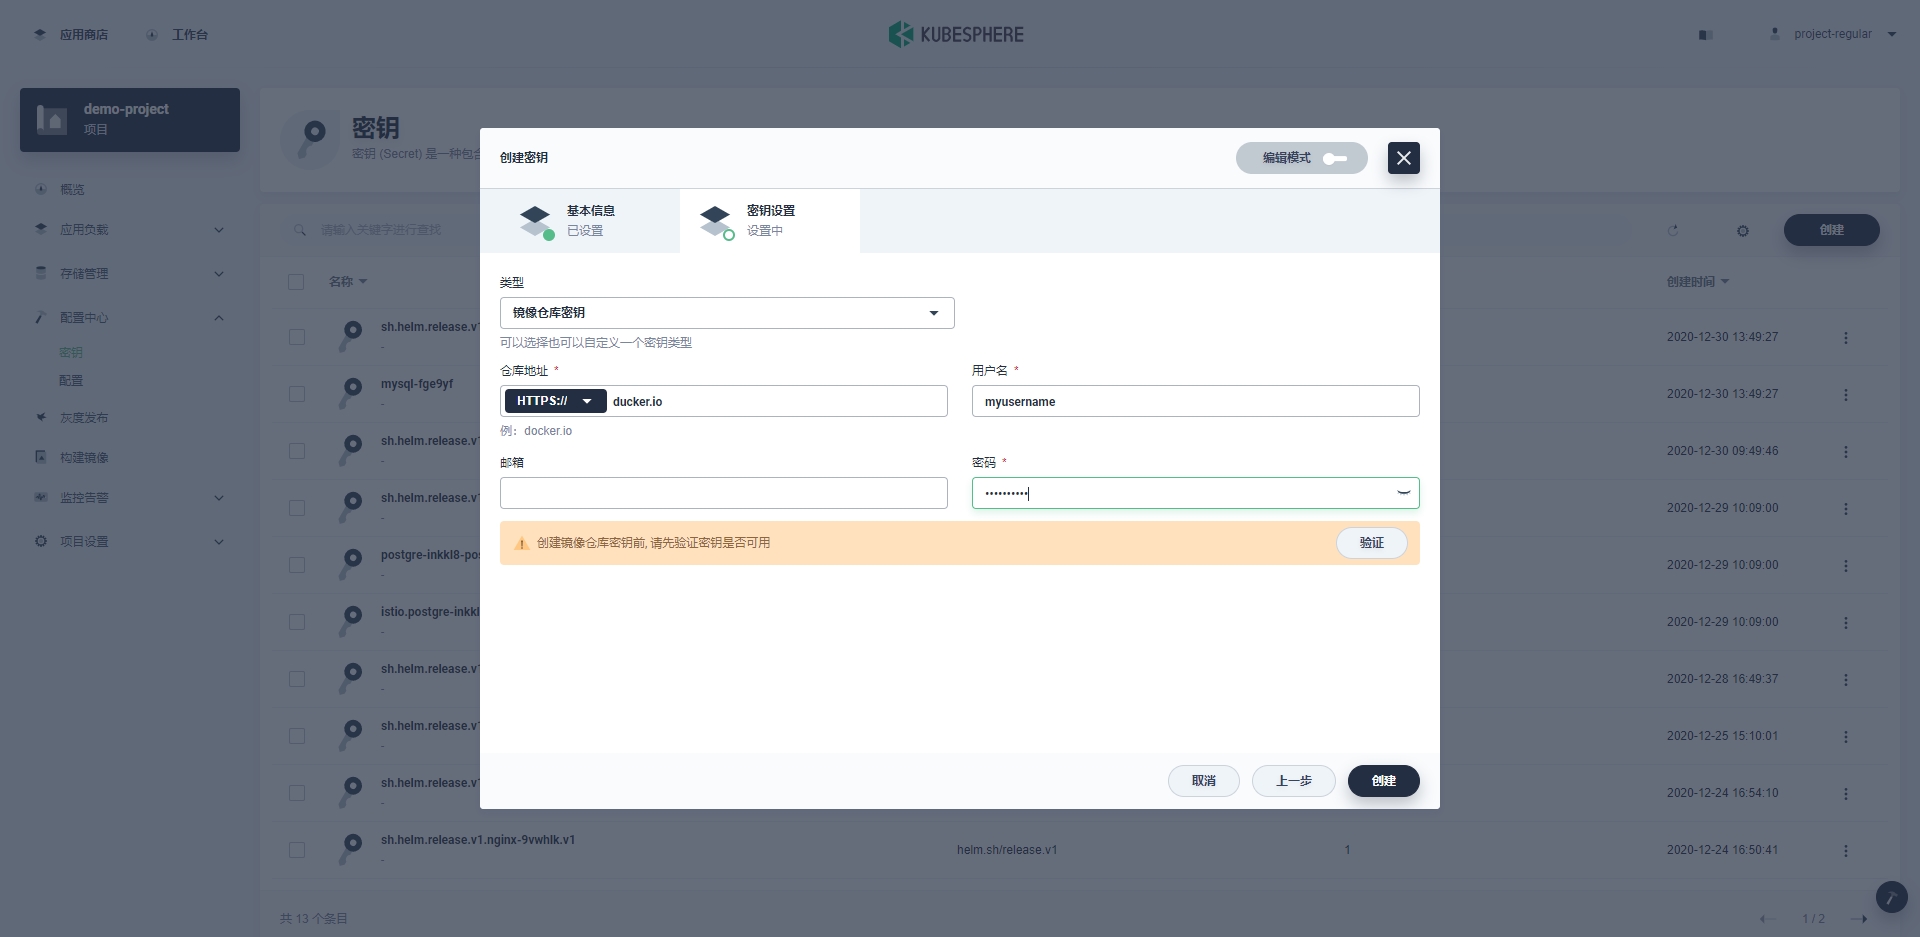 应用商店
工作台
KUBESPHERE
project-regular
demo-project
项目
概览
应用负载
存储管理
配置中心
密钥
配置
灰度发布
构建镜像
监控告警
项目设置
密钥
密钥 (Secret) 是一种包含
请输入关键字进行查找
创建
名称
创建时间
sh.helm.release.v1
-
2020-12-30 13:49:27
mysql-fge9yf
-
2020-12-30 13:49:27
sh.helm.release.v1
-
2020-12-30 09:49:46
sh.helm.release.v1
-
2020-12-29 10:09:00
postgre-inkkl8-pos
-
2020-12-29 10:09:00
istio.postgre-inkkl
-
2020-12-29 10:09:00
sh.helm.release.v1
-
2020-12-28 16:49:37
sh.helm.release.v1
-
2020-12-25 15:10:01
sh.helm.release.v1
-
2020-12-24 16:54:10
sh.helm.release.v1.nginx-9vwhlk.v1
-
helm.sh/release.v1
1
2020-12-24 16:50:41
共 13 个条目
1 / 2
创建密钥
编辑模式
基本信息
已设置
密钥设置
设置中
类型
镜像仓库密钥
可以选择也可以自定义一个密钥类型
仓库地址 *
HTTPS://
ducker.io
例：docker.io
用户名 *
myusername
邮箱
密码 *
••••••••••
创建镜像仓库密钥前, 请先验证密钥是否可用
验证
取消
上一步
创建